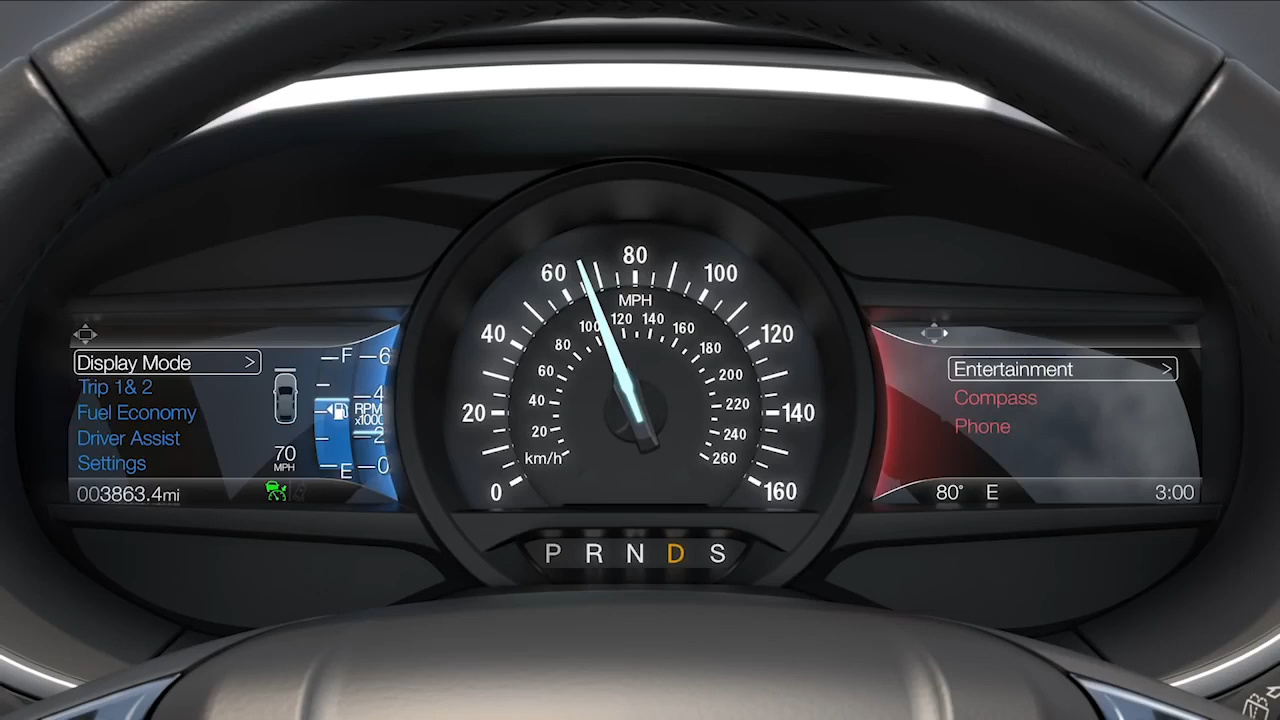 Display Mode >
Trip 1& 2
Fuel Economy
Driver Assist
Settings
003863.4mi
70
MPH
F
E
6
4
RPM
x1000
2
0
0
20
40
60
80
100
120
140
160
MPH
km/h
20
40
60
80
100
120
140
160
180
200
220
240
260
P R N D S
Entertainment >
Compass
Phone
80° E 3:00